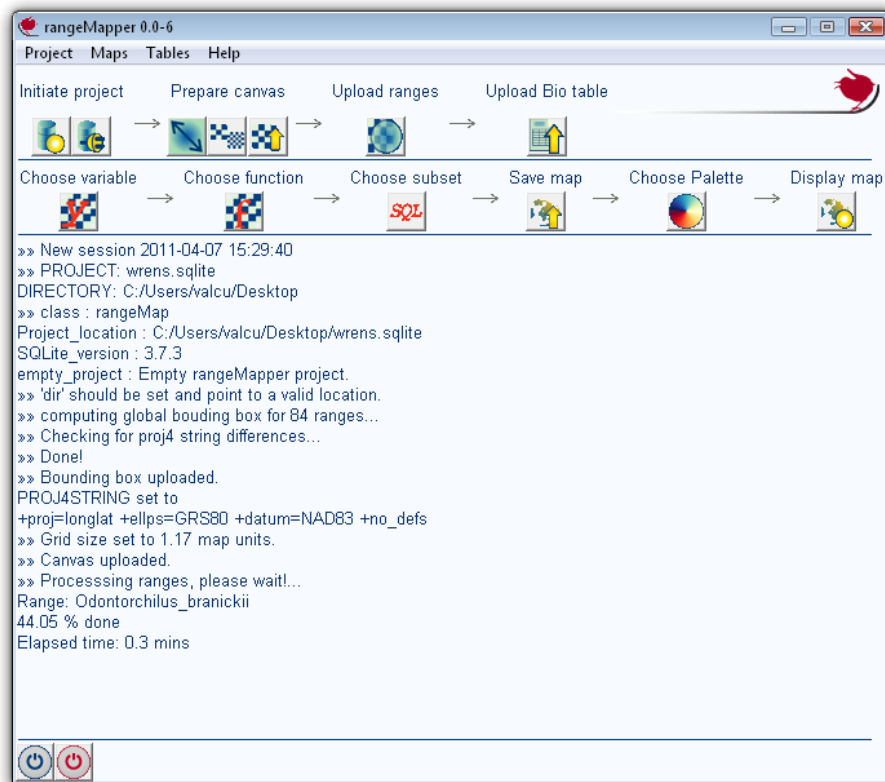 rangeMapper 0.0-6
Project Maps Tables Help
Initiate project Prepare canvas Upload ranges Upload Bio table
Choose variable Choose function Choose subset Save map Choose Palette Display map
y f SQL
»» New session 2011-04-07 15:29:40
»» PROJECT: wrens.sqlite
DIRECTORY: C:/Users/valcu/Desktop
»» class : rangeMap
Project_location : C:/Users/valcu/Desktop/wrens.sqlite
SQLite_version : 3.7.3
empty_project : Empty rangeMapper project.
»» 'dir' should be set and point to a valid location.
»» computing global bouding box for 84 ranges...
»» Checking for proj4 string differences...
»» Done!
»» Bounding box uploaded.
PROJ4STRING set to
+proj=longlat +ellps=GRS80 +datum=NAD83 +no_defs
»» Grid size set to 1.17 map units.
»» Canvas uploaded.
»» Processsing ranges, please wait!...
Range: Odontorchilus_branickii
44.05 % done
Elapsed time: 0.3 mins